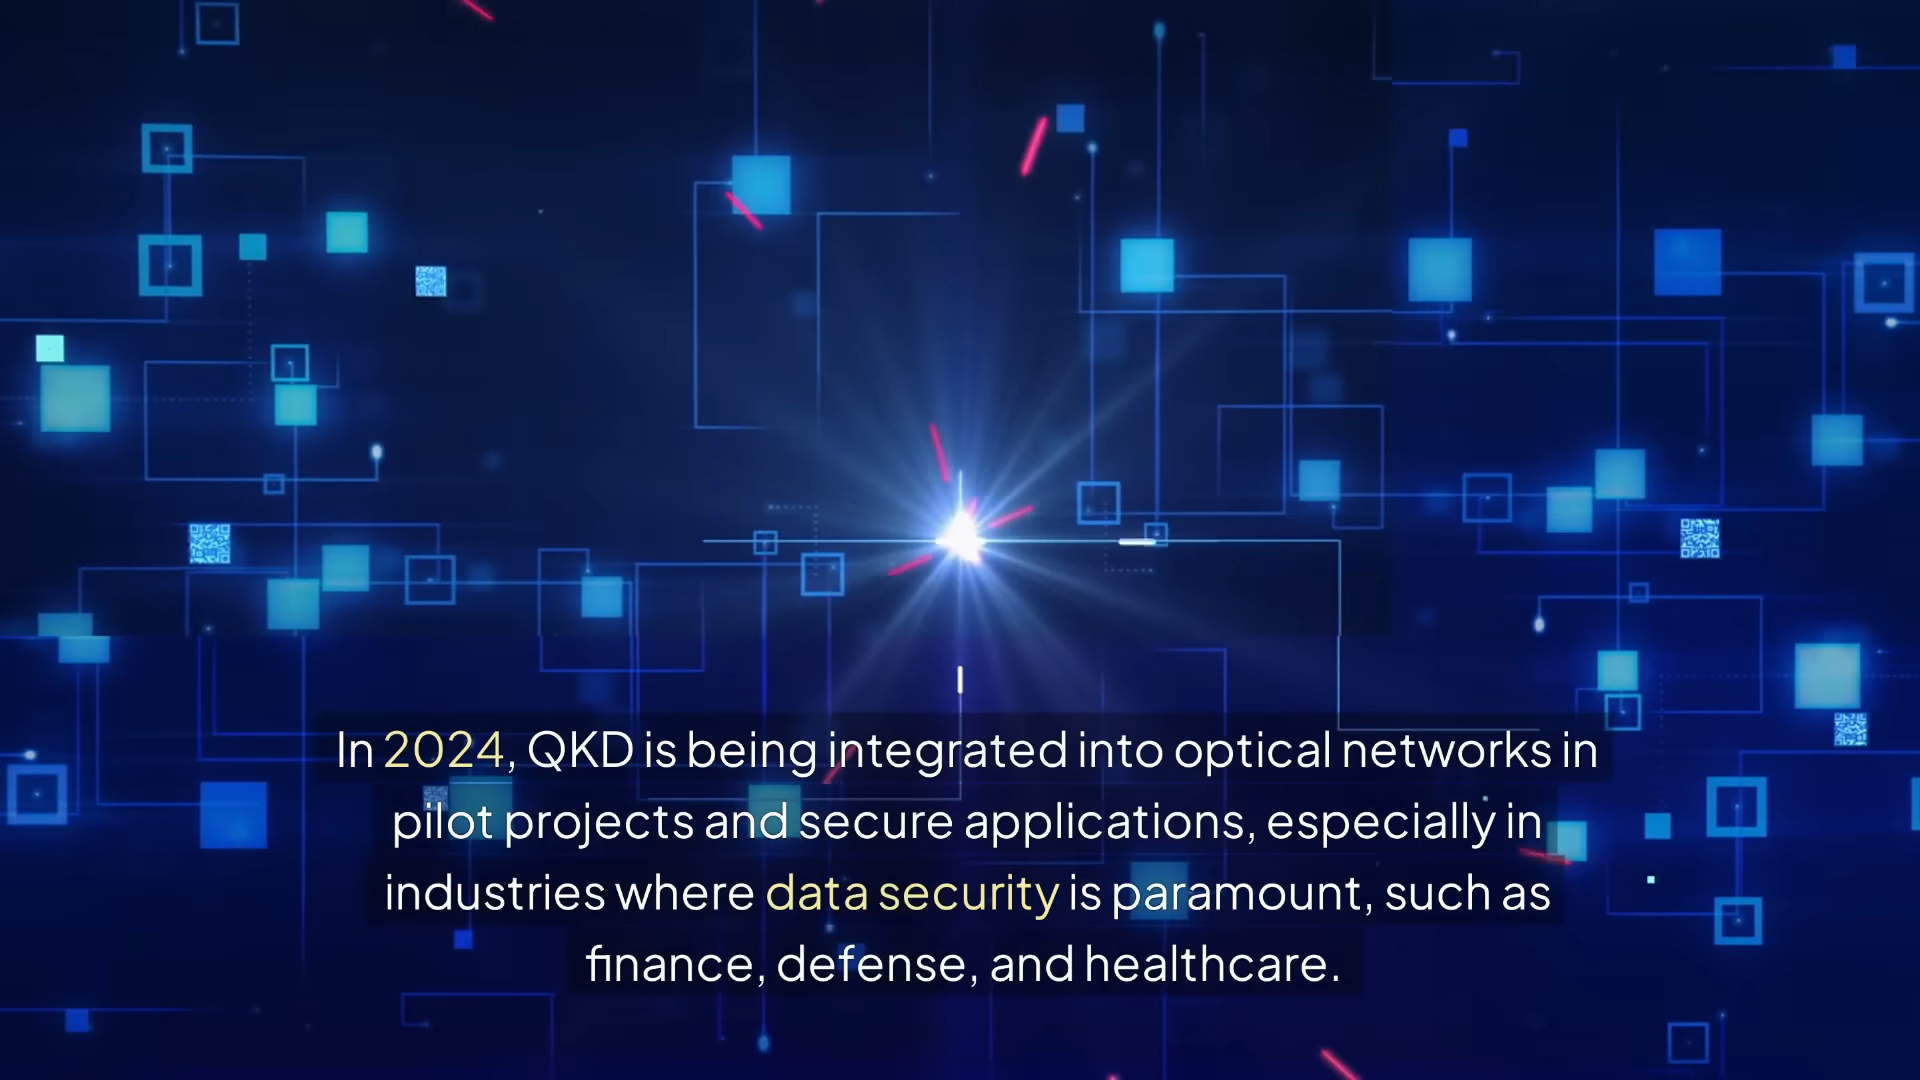 In 2024, QKD is being integrated into optical networks in
pilot projects and secure applications, especially in
industries where data security is paramount, such as
finance, defense, and healthcare.